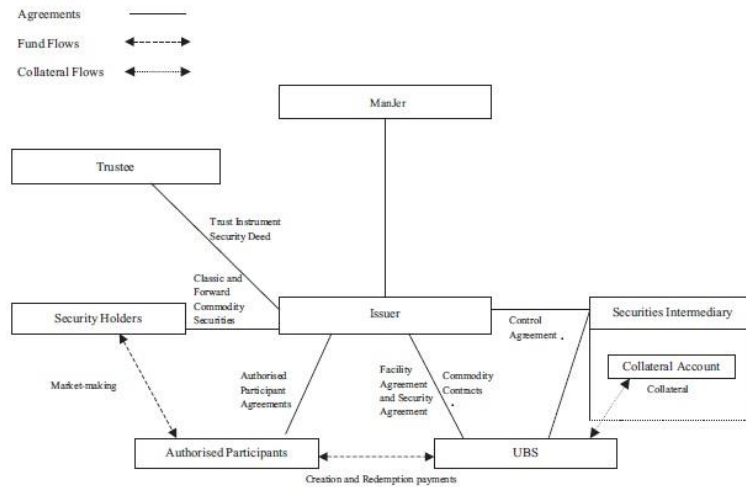 Agreements
Fund Flows
Collateral Flows
ManJer
Trustee
Trust Instrument
Security Deed
Classic and
Forward
Commodity
Securities
Security Holders
Issuer
Securities Intermediary
Control
Agreement
Collateral Account
Collateral
Market-making
Authorised
Participant
Agreements
Facility
Agreement
and Security
Agreement
Commodity
Contracts
Authorised Participants
UBS
Creation and Redemption payments